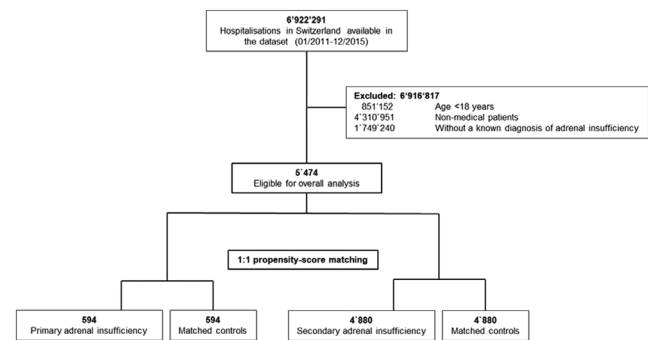 6'922'291
Hospitalisations in Switzerland available in
the dataset (01/2011-12/2015)
Excluded: 6'916'817
851'152 Age <18 years
4`310`951 Non-medical patients
1`749`240 Without a known diagnosis of adrenal insufficiency
5`474
Eligible for overall analysis
1:1 propensity-score matching
594
Primary adrenal insufficiency
594
Matched controls
4`880
Secondary adrenal insufficiency
4`880
Matched controls